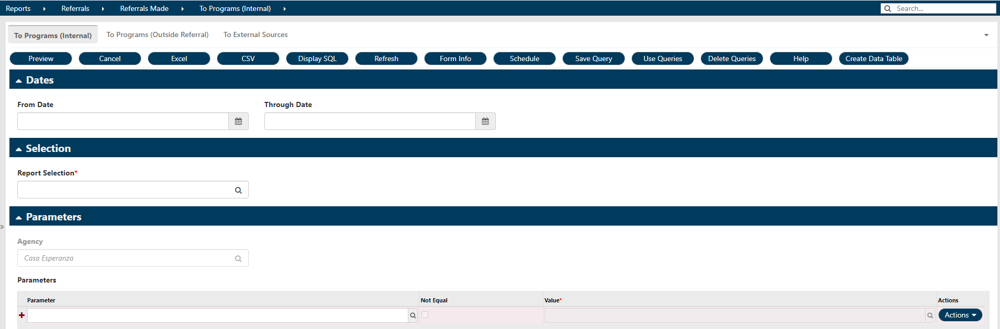 Reports Referrals Referrals Made To Programs (Internal) Search...
To Programs (Internal) To Programs (Outside Referral) To External Sources
Preview Cancel Excel CSV Display SQL Refresh Form Info Schedule Save Query Use Queries Delete Queries Help Create Data Table
Dates
From Date Through Date
Selection
Report Selection*
Parameters
Agency
Casa Esperanza
Parameters
Parameter Not Equal Value* Actions
Actions